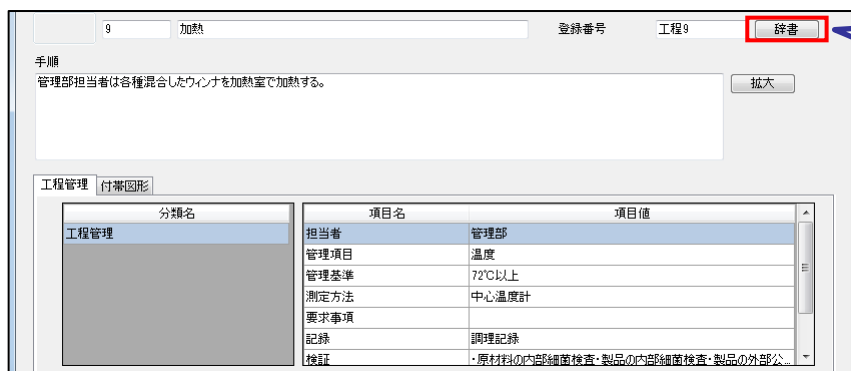 9 加熱 登録番号 工程9 辞書
手順
管理部担当者は各種混合したウィンナを加熱室で加熱する。
拡大
工程管理 付帯図形
分類名 項目名 項目値
工程管理 担当者 管理部
管理項目 温度
管理基準 72℃以上
測定方法 中心温度計
要求事項
記録 調理記録
検証 ・原材料の内部細菌検査・製品の内部細菌検査・製品の外部公...